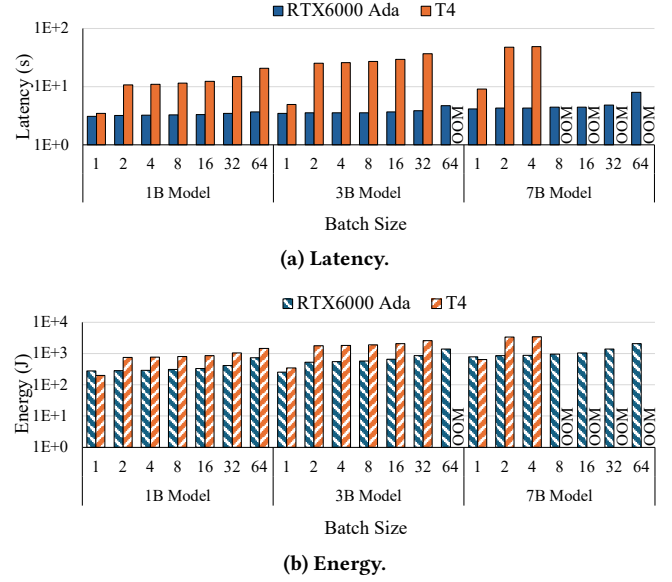 RTX6000 Ada T4
1E+2
1E+1
1E+0
Latency (s)
OOM OOM OOM OOM OOM
1 2 4 8 16 32 64 1 2 4 8 16 32 64 1 2 4 8 16 32 64
1B Model 3B Model 7B Model
Batch Size
(a) Latency.
RTX6000 Ada T4
1E+4
1E+3
1E+2
1E+1
1E+0
Energy (J)
OOM OOM OOM OOM OOM
1 2 4 8 16 32 64 1 2 4 8 16 32 64 1 2 4 8 16 32 64
1B Model 3B Model 7B Model
Batch Size
(b) Energy.